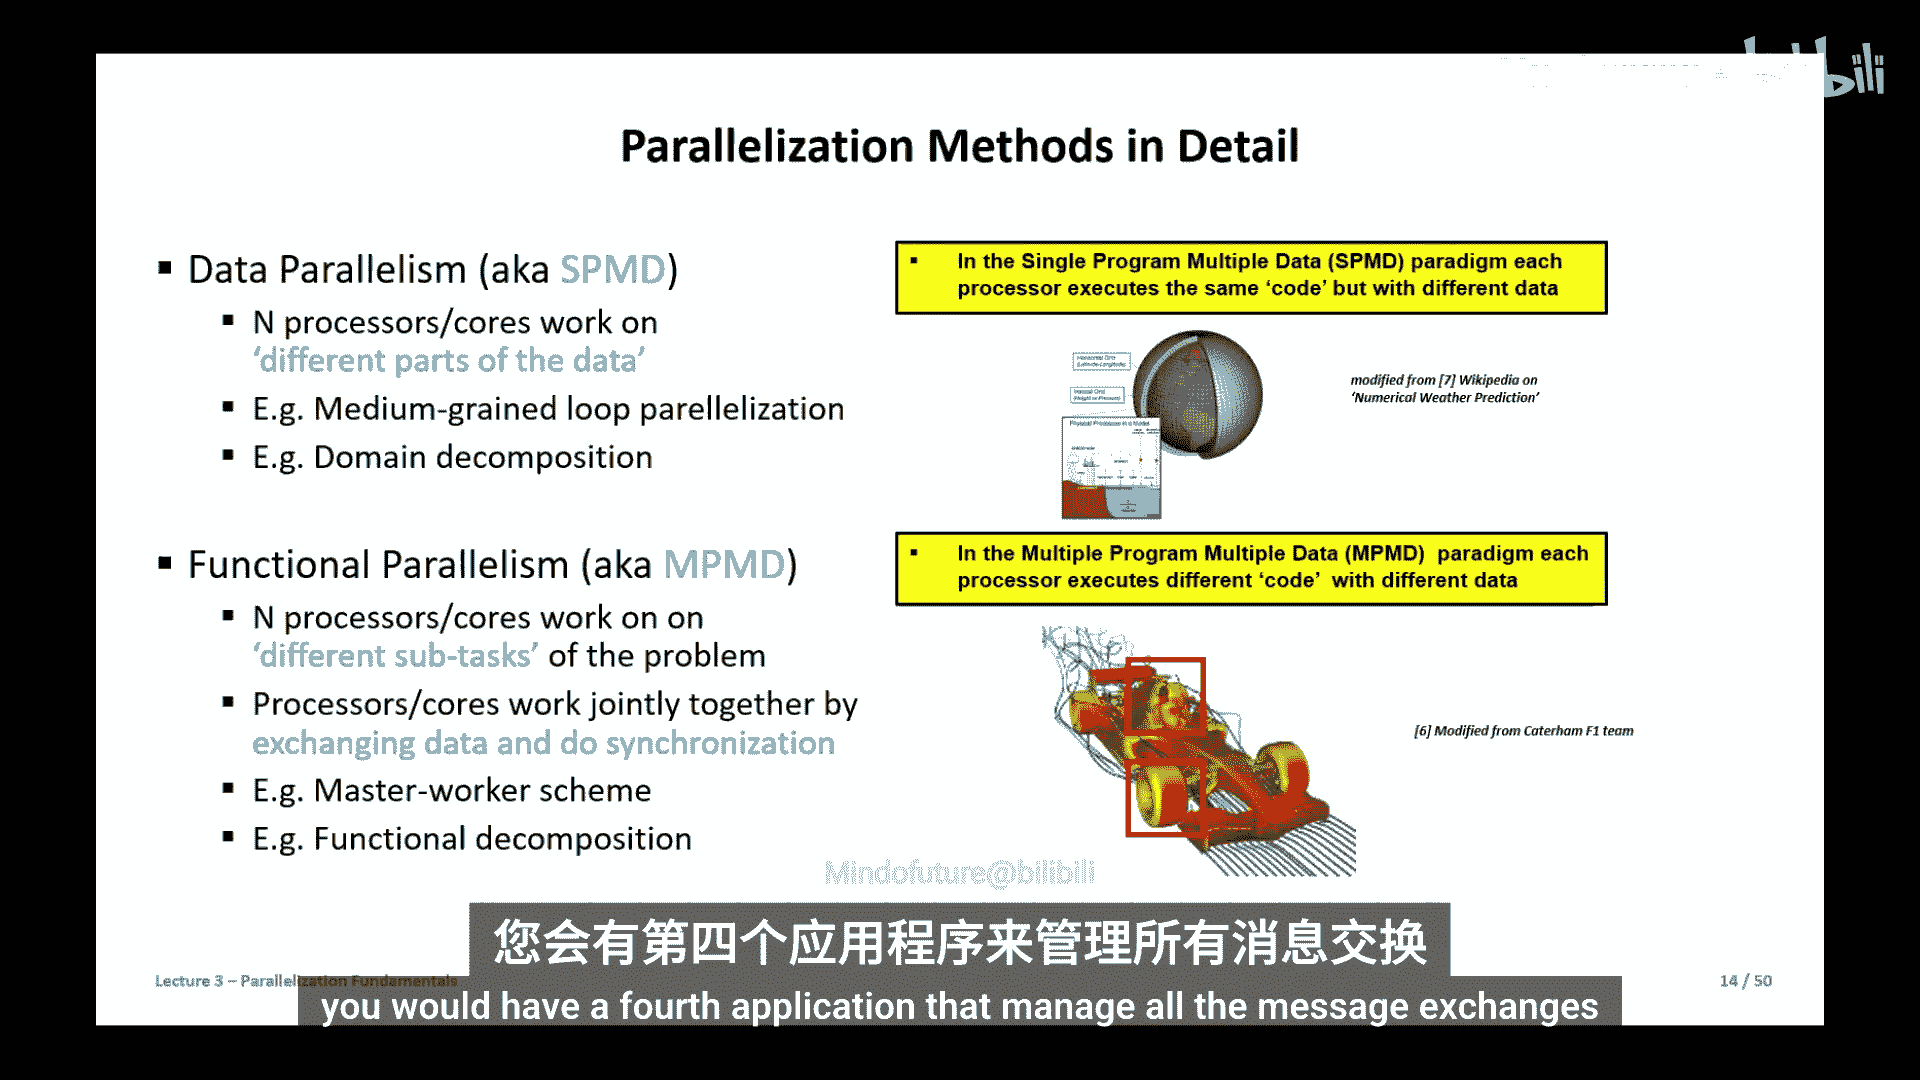 bilibili
Parallelization Methods in Detail
▪ Data Parallelism (aka SPMD)
▪ N processors/cores work on
‘different parts of the data’
▪ E.g. Medium-grained loop parellelization
▪ E.g. Domain decomposition
▪ Functional Parallelism (aka MPMD)
▪ N processors/cores work on on
‘different sub-tasks’ of the problem
▪ Processors/cores work jointly together by
exchanging data and do synchronization
▪ E.g. Master-worker scheme
▪ E.g. Functional decomposition
▪ In the Single Program Multiple Data (SPMD) paradigm each
processor executes the same ‘code’ but with different data
modified from [7] Wikipedia on
‘Numerical Weather Prediction’
▪ In the Multiple Program Multiple Data (MPMD) paradigm each
processor executes different ‘code’ with different data
[6] Modified from Caterham F1 team
Mindofuture@bilibili
您会有第四个应用程序来管理所有消息交换
Lecture 3 – Parallelization Fundamentals
14 / 50
you would have a fourth application that manage all the message exchanges